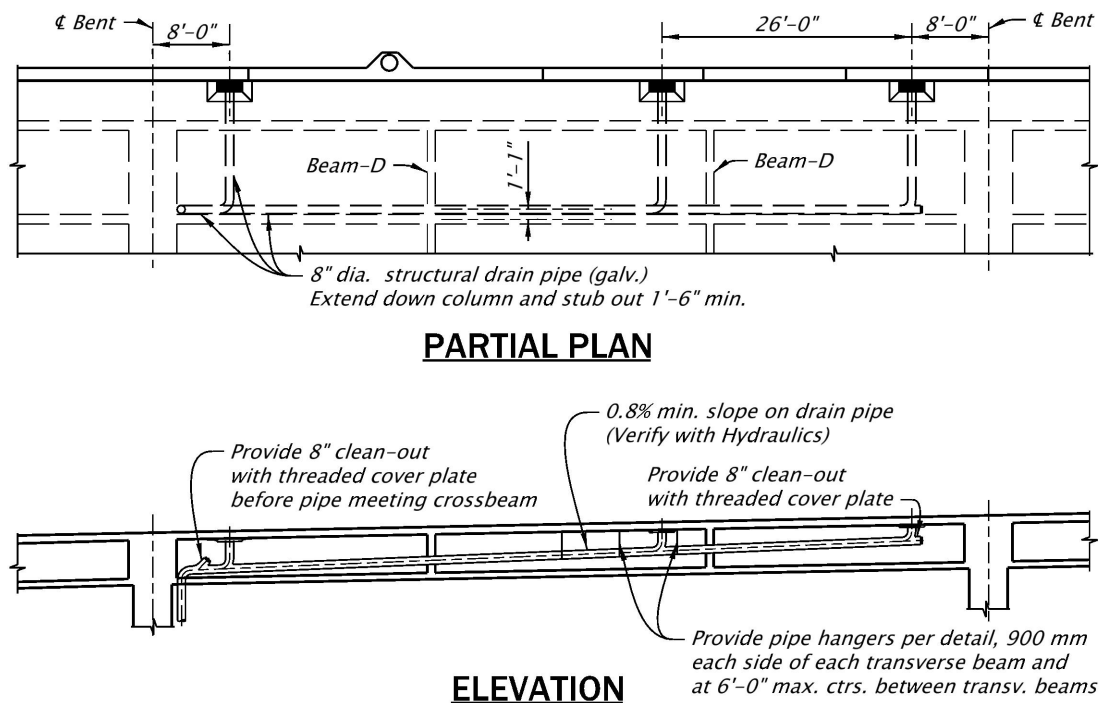 ℄ Bent
8'-0"
26'-0"
8'-0"
℄ Bent
Beam-D
1'-1"
Beam-D
8" dia. structural drain pipe (galv.)
Extend down column and stub out 1'-6" min.
PARTIAL PLAN
0.8% min. slope on drain pipe
(Verify with Hydraulics)
Provide 8" clean-out
with threaded cover plate
before pipe meeting crossbeam
Provide 8" clean-out
with threaded cover plate
Provide pipe hangers per detail, 900 mm
each side of each transverse beam and
at 6'-0" max. ctrs. between transv. beams
ELEVATION